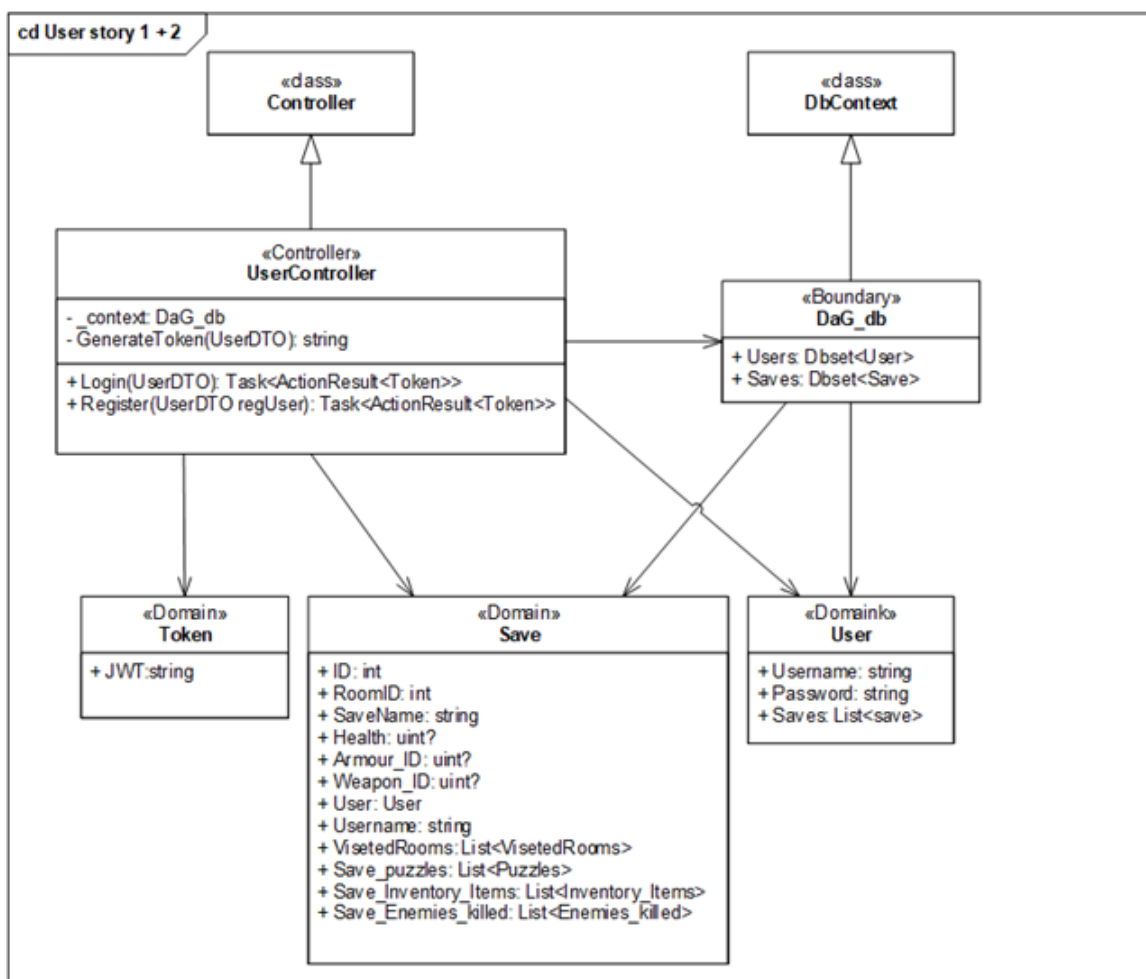 cd User story 1 + 2
«class»
Controller
«class»
DbContext
«Controller»
UserController
- _context: DaG_db
- GenerateToken(UserDTO): string
+ Login(UserDTO): Task<ActionResult<Token>>
+ Register(UserDTO regUser): Task<ActionResult<Token>>
«Boundary»
DaG_db
+ Users: Dbset<User>
+ Saves: Dbset<Save>
«Domain»
Token
+ JWT:string
«Domain»
Save
+ ID: int
+ RoomID: int
+ SaveName: string
+ Health: uint?
+ Armour_ID: uint?
+ Weapon_ID: uint?
+ User: User
+ Username: string
+ VisetedRooms:List<VisetedRooms>
+ Save_puzzles: List<Puzzles>
+ Save_Inventory_Items: List<Inventory_Items>
+ Save_Enemies_killed: List<Enemies_killed>
«Domaink»
User
+ Username: string
+ Password: string
+ Saves: List<save>